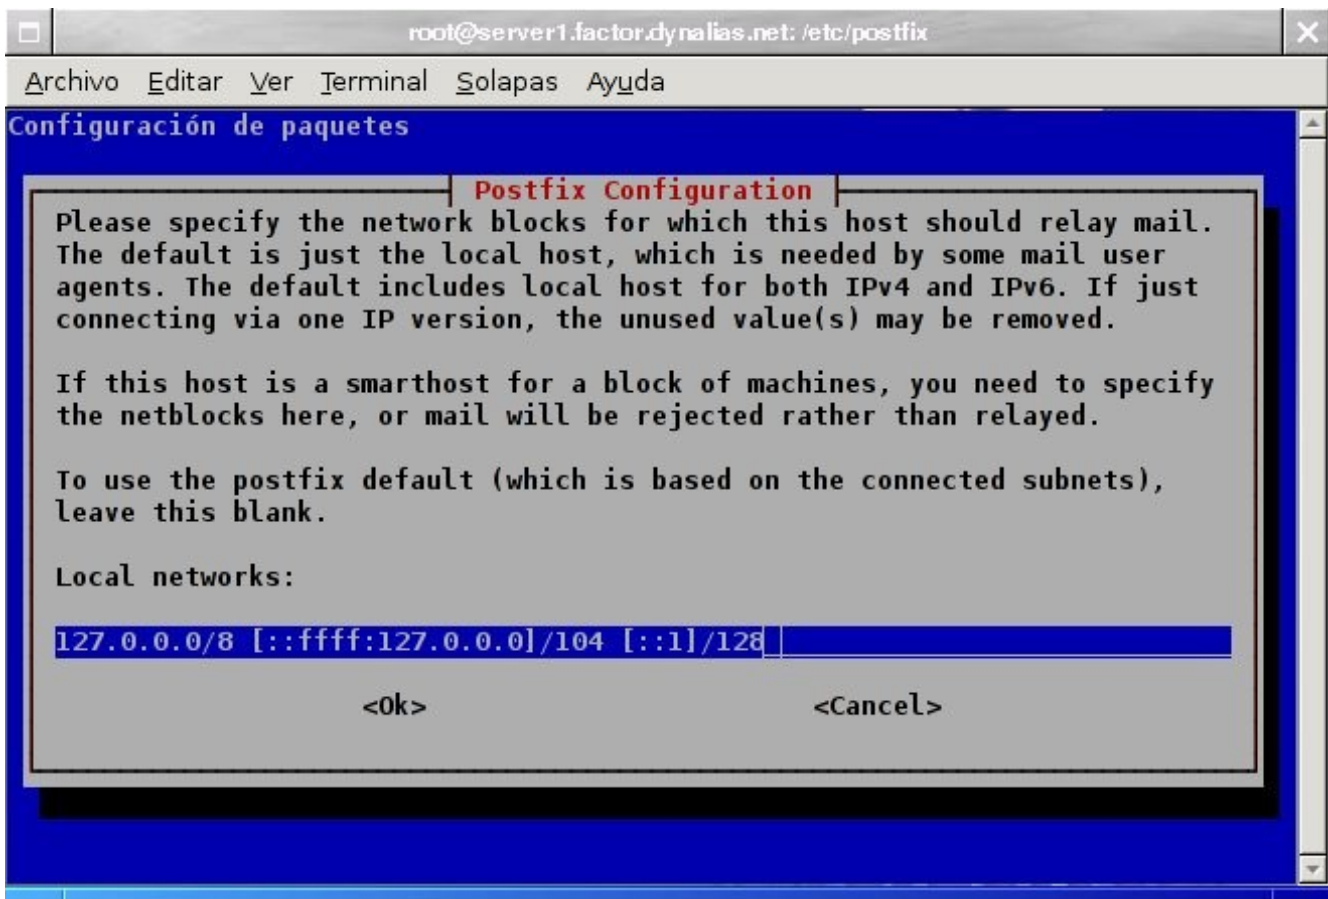 root@server1.factor.dynalias.net: /etc/postfix
Archivo Editar Ver Terminal Solapas Ayuda
Configuración de paquetes
Postfix Configuration
Please specify the network blocks for which this host should relay mail.
The default is just the local host, which is needed by some mail user
agents. The default includes local host for both IPv4 and IPv6. If just
connecting via one IP version, the unused value(s) may be removed.
If this host is a smarthost for a block of machines, you need to specify
the netblocks here, or mail will be rejected rather than relayed.
To use the postfix default (which is based on the connected subnets),
leave this blank.
Local networks:
127.0.0.0/8 [::ffff:127.0.0.0]/104 [::1]/128
<Ok> <Cancel>